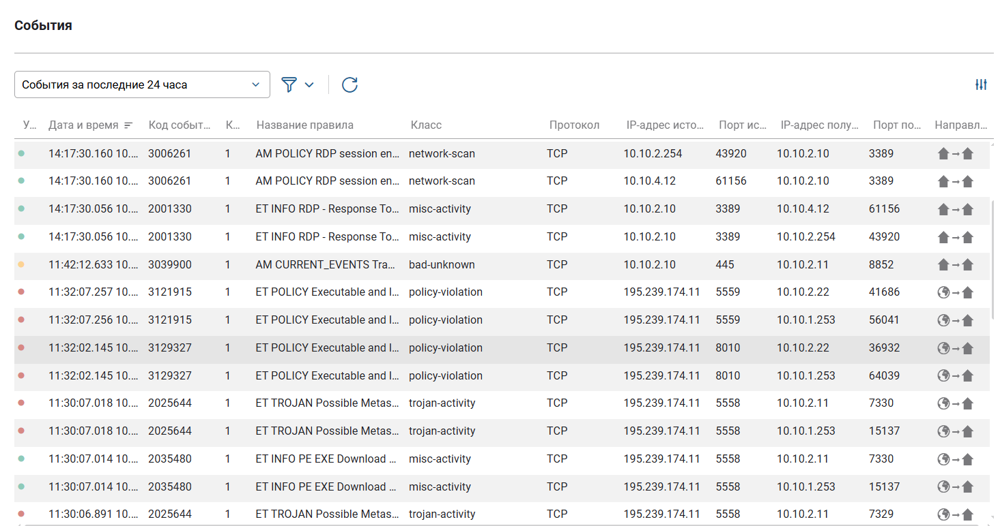 События
События за последние 24 часа
У... Дата и время Код событ... К... Название правила Класс Протокол IP-адрес исто... Порт ис... IP-адрес полу... Порт по... Направл...
14:17:30.160 10.... 3006261 1 AM POLICY RDP session en... network-scan TCP 10.10.2.254 43920 10.10.2.10 3389
14:17:30.160 10.... 3006261 1 AM POLICY RDP session en... network-scan TCP 10.10.4.12 61156 10.10.2.10 3389
14:17:30.056 10.... 2001330 1 ET INFO RDP - Response To... misc-activity TCP 10.10.2.10 3389 10.10.4.12 61156
14:17:30.056 10.... 2001330 1 ET INFO RDP - Response To... misc-activity TCP 10.10.2.10 3389 10.10.2.254 43920
11:42:12.633 10.... 3039900 1 AM CURRENT_EVENTS Tra... bad-unknown TCP 10.10.2.10 445 10.10.2.11 8852
11:32:07.257 10.... 3121915 1 ET POLICY Executable and I... policy-violation TCP 195.239.174.11 5559 10.10.2.22 41686
11:32:07.256 10.... 3121915 1 ET POLICY Executable and I... policy-violation TCP 195.239.174.11 5559 10.10.1.253 56041
11:32:02.145 10.... 3129327 1 ET POLICY Executable and I... policy-violation TCP 195.239.174.11 8010 10.10.2.22 36932
11:32:02.145 10.... 3129327 1 ET POLICY Executable and I... policy-violation TCP 195.239.174.11 8010 10.10.1.253 64039
11:30:07.018 10.... 2025644 1 ET TROJAN Possible Metas... trojan-activity TCP 195.239.174.11 5558 10.10.2.11 7330
11:30:07.018 10.... 2025644 1 ET TROJAN Possible Metas... trojan-activity TCP 195.239.174.11 5558 10.10.1.253 15137
11:30:07.014 10.... 2035480 1 ET INFO PE EXE Download ... misc-activity TCP 195.239.174.11 5558 10.10.2.11 7330
11:30:07.014 10.... 2035480 1 ET INFO PE EXE Download ... misc-activity TCP 195.239.174.11 5558 10.10.1.253 15137
11:30:06.891 10.... 2025644 1 ET TROJAN Possible Metas... trojan-activity TCP 195.239.174.11 5558 10.10.2.11 7329